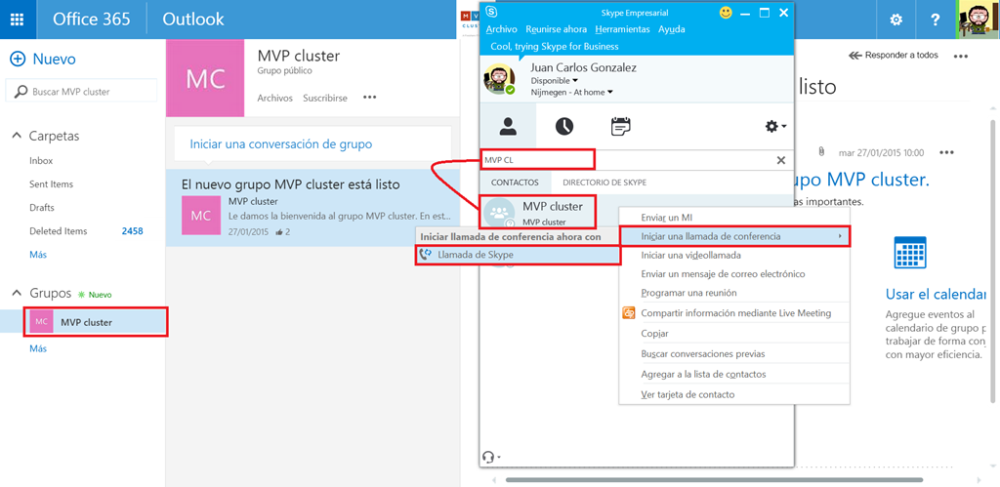 Office 365
Outlook
Nuevo
Buscar MVP cluster
Carpetas
Inbox
Sent Items
Drafts
Deleted Items 2458
Más
Grupos Nuevo
MC MVP cluster
Más
MC
MVP cluster
Grupo público
Archivos Suscribirse
Iniciar una conversación de grupo
El nuevo grupo MVP cluster está listo
MC
MVP cluster
Le damos la bienvenida al grupo MVP cluster. En est...
27/01/2015 2
Skype Empresarial
Archivo Reunirse ahora Herramientas Ayuda
Cool, trying Skype for Business
Juan Carlos Gonzalez
Disponible
Nijmegen - At home
MVP CL
CONTACTOS DIRECTORIO DE SKYPE
MVP cluster
MVP cluster
Iniciar llamada de conferencia ahora con
Llamada de Skype
Enviar un MI
Iniciar una llamada de conferencia
Iniciar una videollamada
Enviar un mensaje de correo electrónico
Programar una reunión
Compartir información mediante Live Meeting
Copiar
Buscar conversaciones previas
Agregar a la lista de contactos
Ver tarjeta de contacto
?
Responder a todos
listo
mar 27/01/2015 10:00
upo MVP cluster.
as importantes.
Usar el calendar
Agregue eventos al
calendario de grupo p
trabajar de forma conj
con mayor eficiencia.